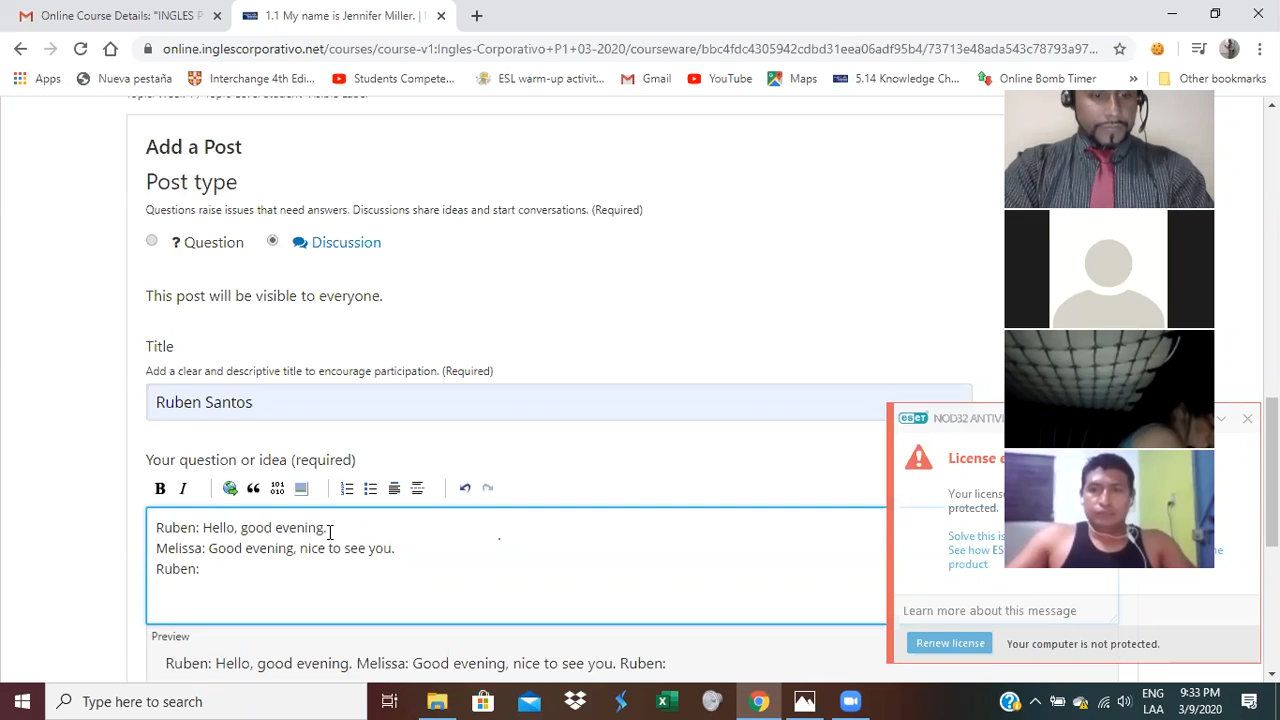 Online Course Details: "INGLES P
1.1 My name is Jennifer Miller. |
online.inglescorporativo.net/courses/course-v1:Ingles-Corporativo+P1+03-2020/courseware/bbc4fdc4305942cdbd31eea06adf95b4/73713e48ada543c78793a97...
Apps
Nueva pestaña
Interchange 4th Edi...
Students Compete...
ESL warm-up activit...
Gmail
YouTube
Maps
5.14 Knowledge Ch...
Online Bomb Timer
»
Other bookmarks
Add a Post
Post type
Questions raise issues that need answers. Discussions share ideas and start conversations. (Required)
? Question
Discussion
This post will be visible to everyone.
Title
Add a clear and descriptive title to encourage participation. (Required)
Ruben Santos
Your question or idea (required)
B I
101
010
Ruben: Hello, good evening.
Melissa: Good evening, nice to see you.
Ruben:
Preview
Ruben: Hello, good evening. Melissa: Good evening, nice to see you. Ruben:
eset NOD32 ANTIVI
License
Your licens
protected.
Solve this
See how ES
the
product
Learn more about this message
Renew license
Your computer is not protected.
Type here to search
ENG
LAA
9:33 PM
3/9/2020